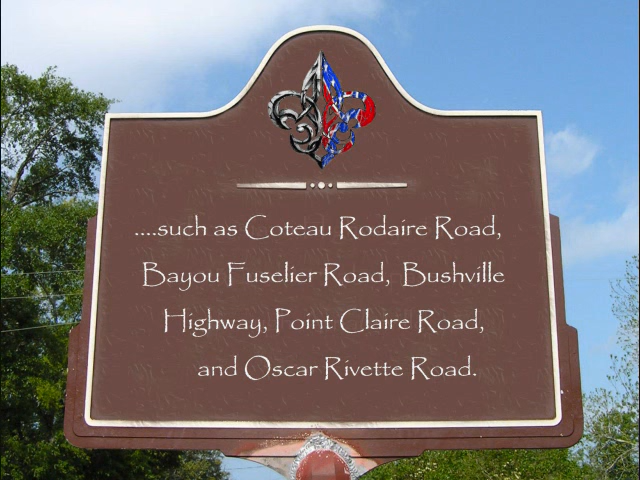 ....such as Coteau Rodaire Road,
Bayou Fuselier Road, Bushville
Highway, Point Claire Road,
and Oscar Rivette Road.